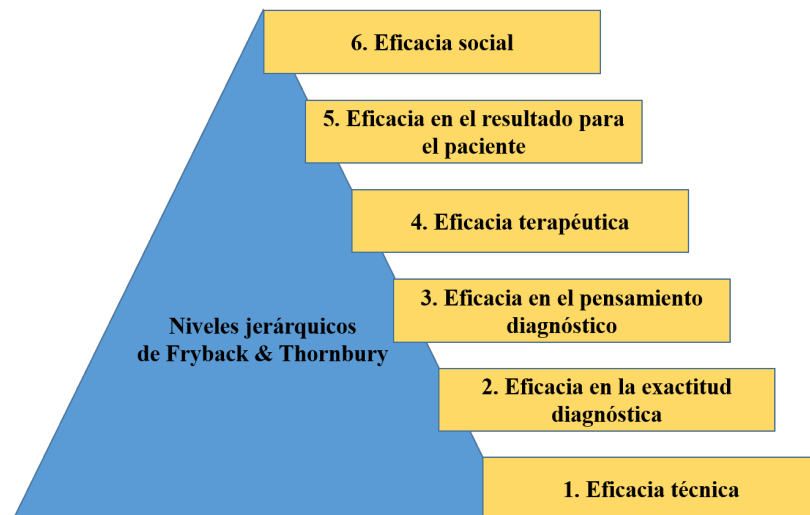 6. Eficacia social
5. Eficacia en el resultado para
el paciente
4. Eficacia terapéutica
3. Eficacia en el pensamiento
diagnóstico
Niveles jerárquicos
de Fryback & Thornbury
2. Eficacia en la exactitud
diagnóstica
1. Eficacia técnica